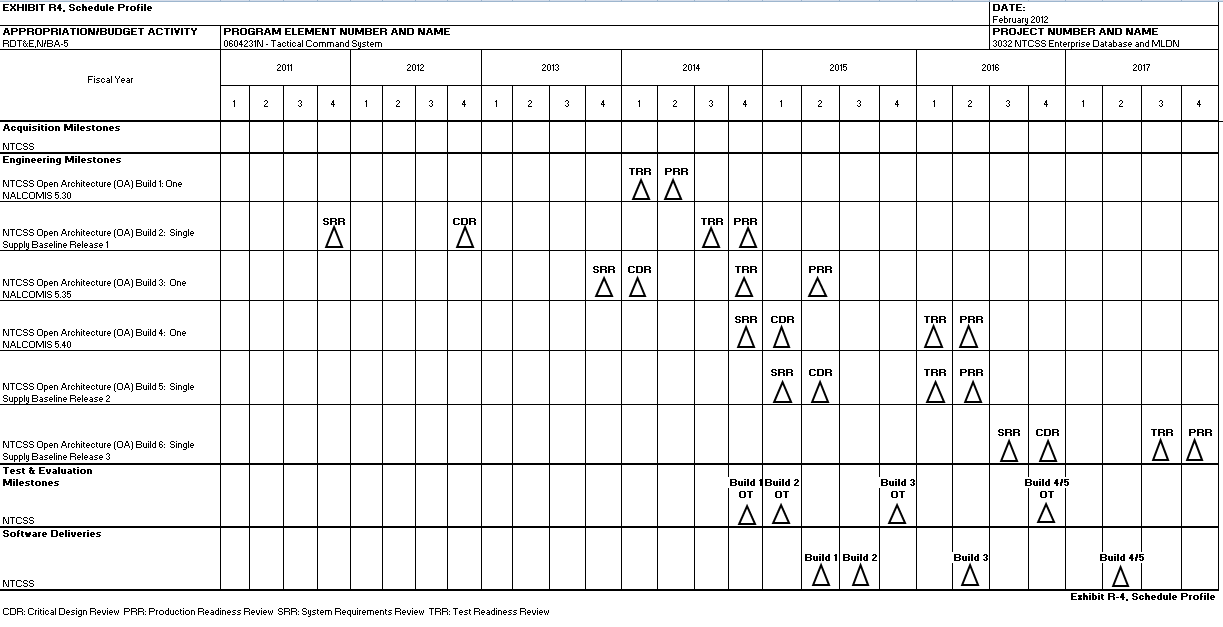 EXHIBIT R4, Schedule Profile
DATE:
February 2012
APPROPRIATION/BUDGET ACTIVITY
PROGRAM ELEMENT NUMBER AND NAME
PROJECT NUMBER AND NAME
RDT&E,N/BA-5
0604231N - Tactical Command System
3032 NTCSS Enterprise Database and MLDN
Fiscal Year
2011 2012 2013 2014 2015 2016 2017
1 2 3 4 1 2 3 4 1 2 3 4 1 2 3 4 1 2 3 4 1 2 3 4 1 2 3 4
Acquisition Milestones
NTCSS
Engineering Milestones
TRR PRR
NTCSS Open Architecture (OA) Build 1: One
NALCOMIS 5.30
SRR CDR TRR PRR
NTCSS Open Architecture (OA) Build 2: Single
Supply Baseline Release 1
SRR CDR TRR PRR
NTCSS Open Architecture (OA) Build 3: One
NALCOMIS 5.35
SRR CDR TRR PRR
NTCSS Open Architecture (OA) Build 4: One
NALCOMIS 5.40
SRR CDR TRR PRR
NTCSS Open Architecture (OA) Build 5: Single
Supply Baseline Release 2
SRR CDR TRR PRR
NTCSS Open Architecture (OA) Build 6: Single
Supply Baseline Release 3
Test & Evaluation
Milestones
Build 1 Build 2 Build 3 Build 4/5
OT OT OT OT
NTCSS
Software Deliveries
Build 1 Build 2 Build 3 Build 4/5
NTCSS
Exhibit R-4, Schedule Profile
CDR: Critical Design Review PRR: Production Readiness Review SRR: System Requirements Review TRR: Test Readiness Review